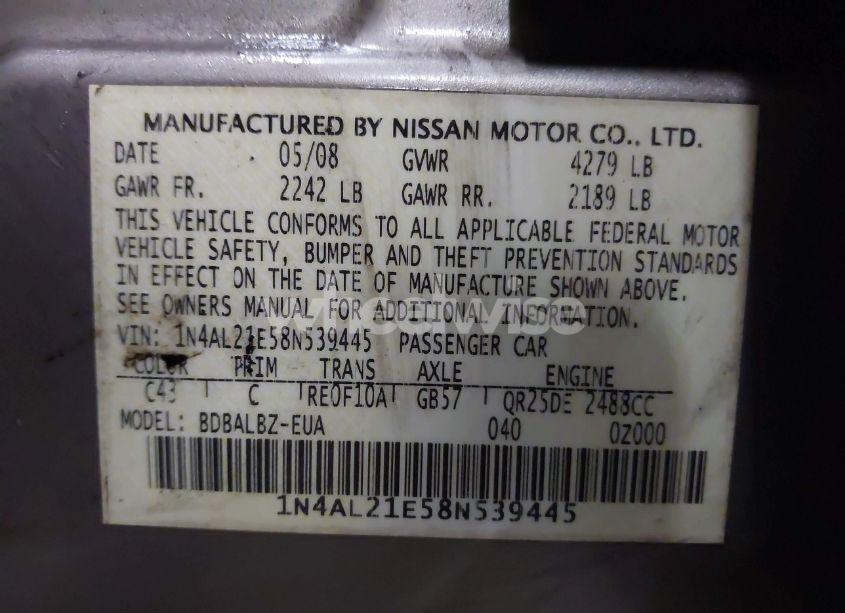 MANUFACTURED BY NISSAN MOTOR CO., LTD.
DATE 05/08 GVWR 4279 LB
GAWR FR. 2242 LB GAWR RR. 2189 LB
THIS VEHICLE CONFORMS TO ALL APPLICABLE FEDERAL MOTOR
VEHICLE SAFETY, BUMPER AND THEFT PREVENTION STANDARDS
IN EFFECT ON THE DATE OF MANUFACTURE SHOWN ABOVE.
SEE OWNERS MANUAL FOR ADDITIONAL INFORMATION.
VIN: 1N4AL21E58N539445 PASSENGER CAR
COLOR TRIM TRANS AXLE ENGINE
C43 C RE0F10A GB57 QR25DE 2488CC
MODEL: BDBALBZ-EUA 040 0Z000
1N4AL21E58N539445